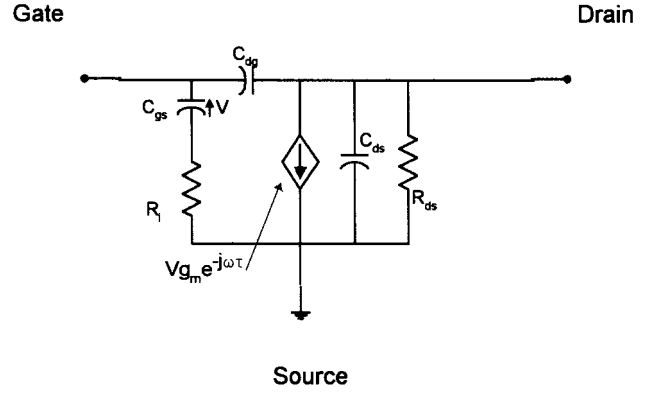 Gate
Drain
C_dg
C_gs
V
C_ds
R_i
R_ds
Vg_m e^-jωτ
Source